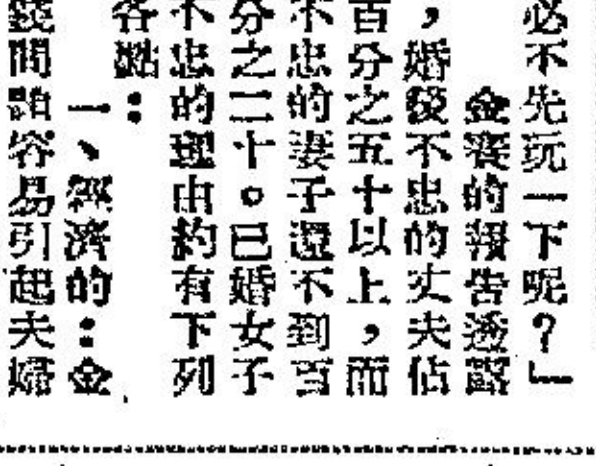 必不先玩一下呢?」
金賽的報告透露
,婚後不忠的丈夫佔
百分之五十以上,而
不忠的妻子還不到百
分之二十。已婚女子
不忠的理由約有下列
各點:
一、經濟的:金
錢問題容易引起夫婦